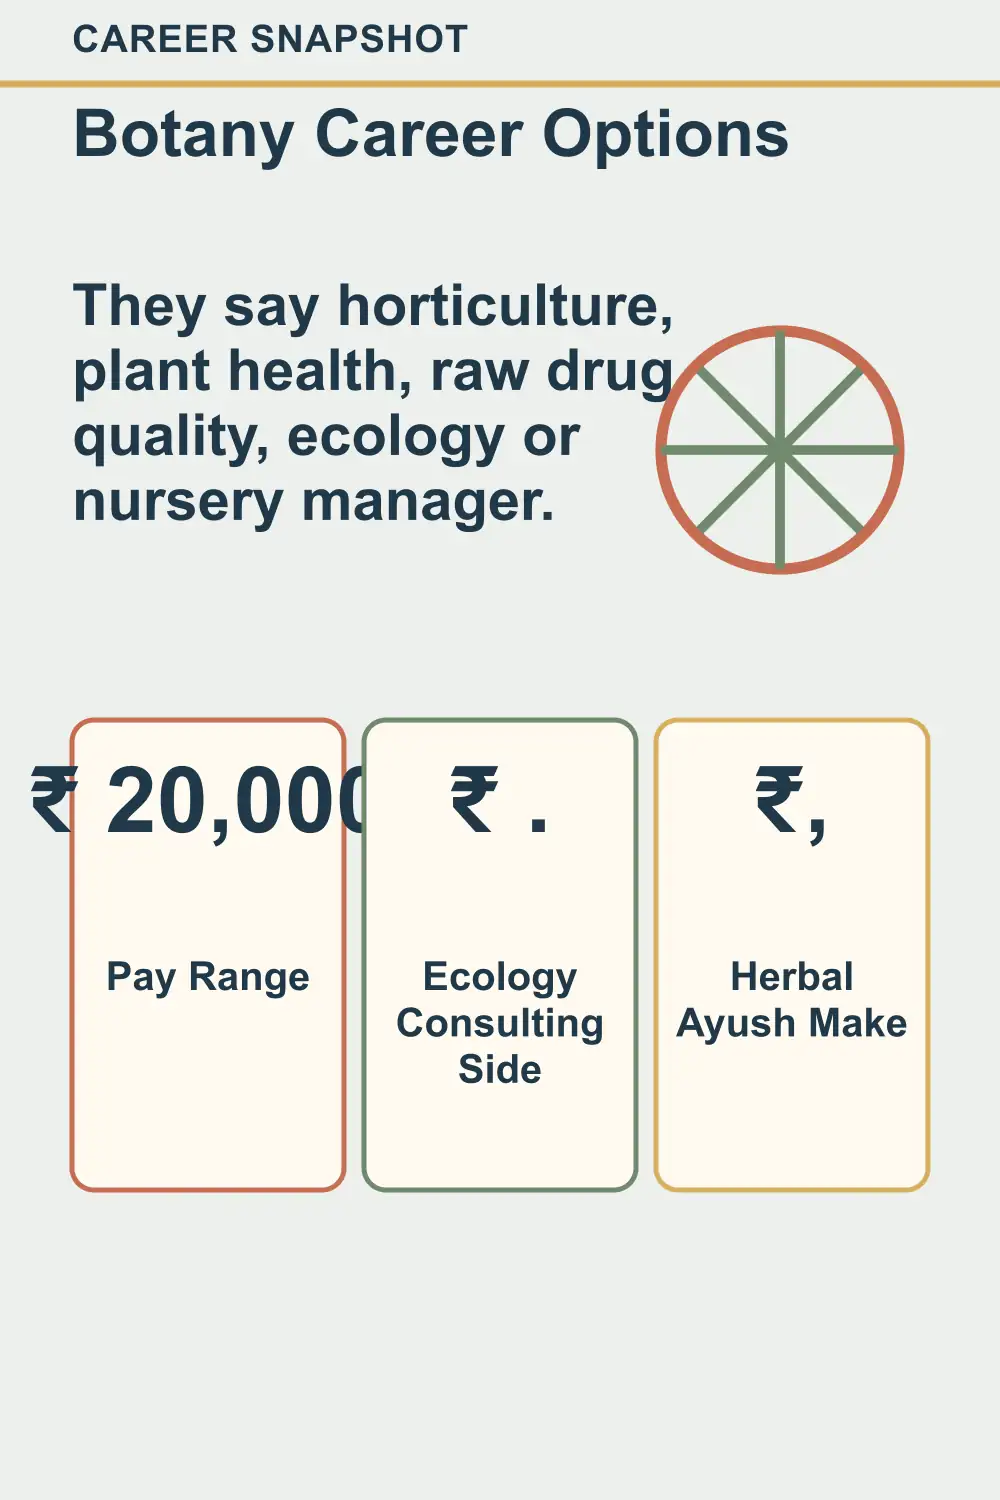 CAREER SNAPSHOT
Botany Career Options
They say horticulture,
plant health, raw drug
quality, ecology or
nursery manager.
₹ 20,000
₹ .
₹,
Pay Range
Ecology
Consulting
Side
Herbal
Ayush Make